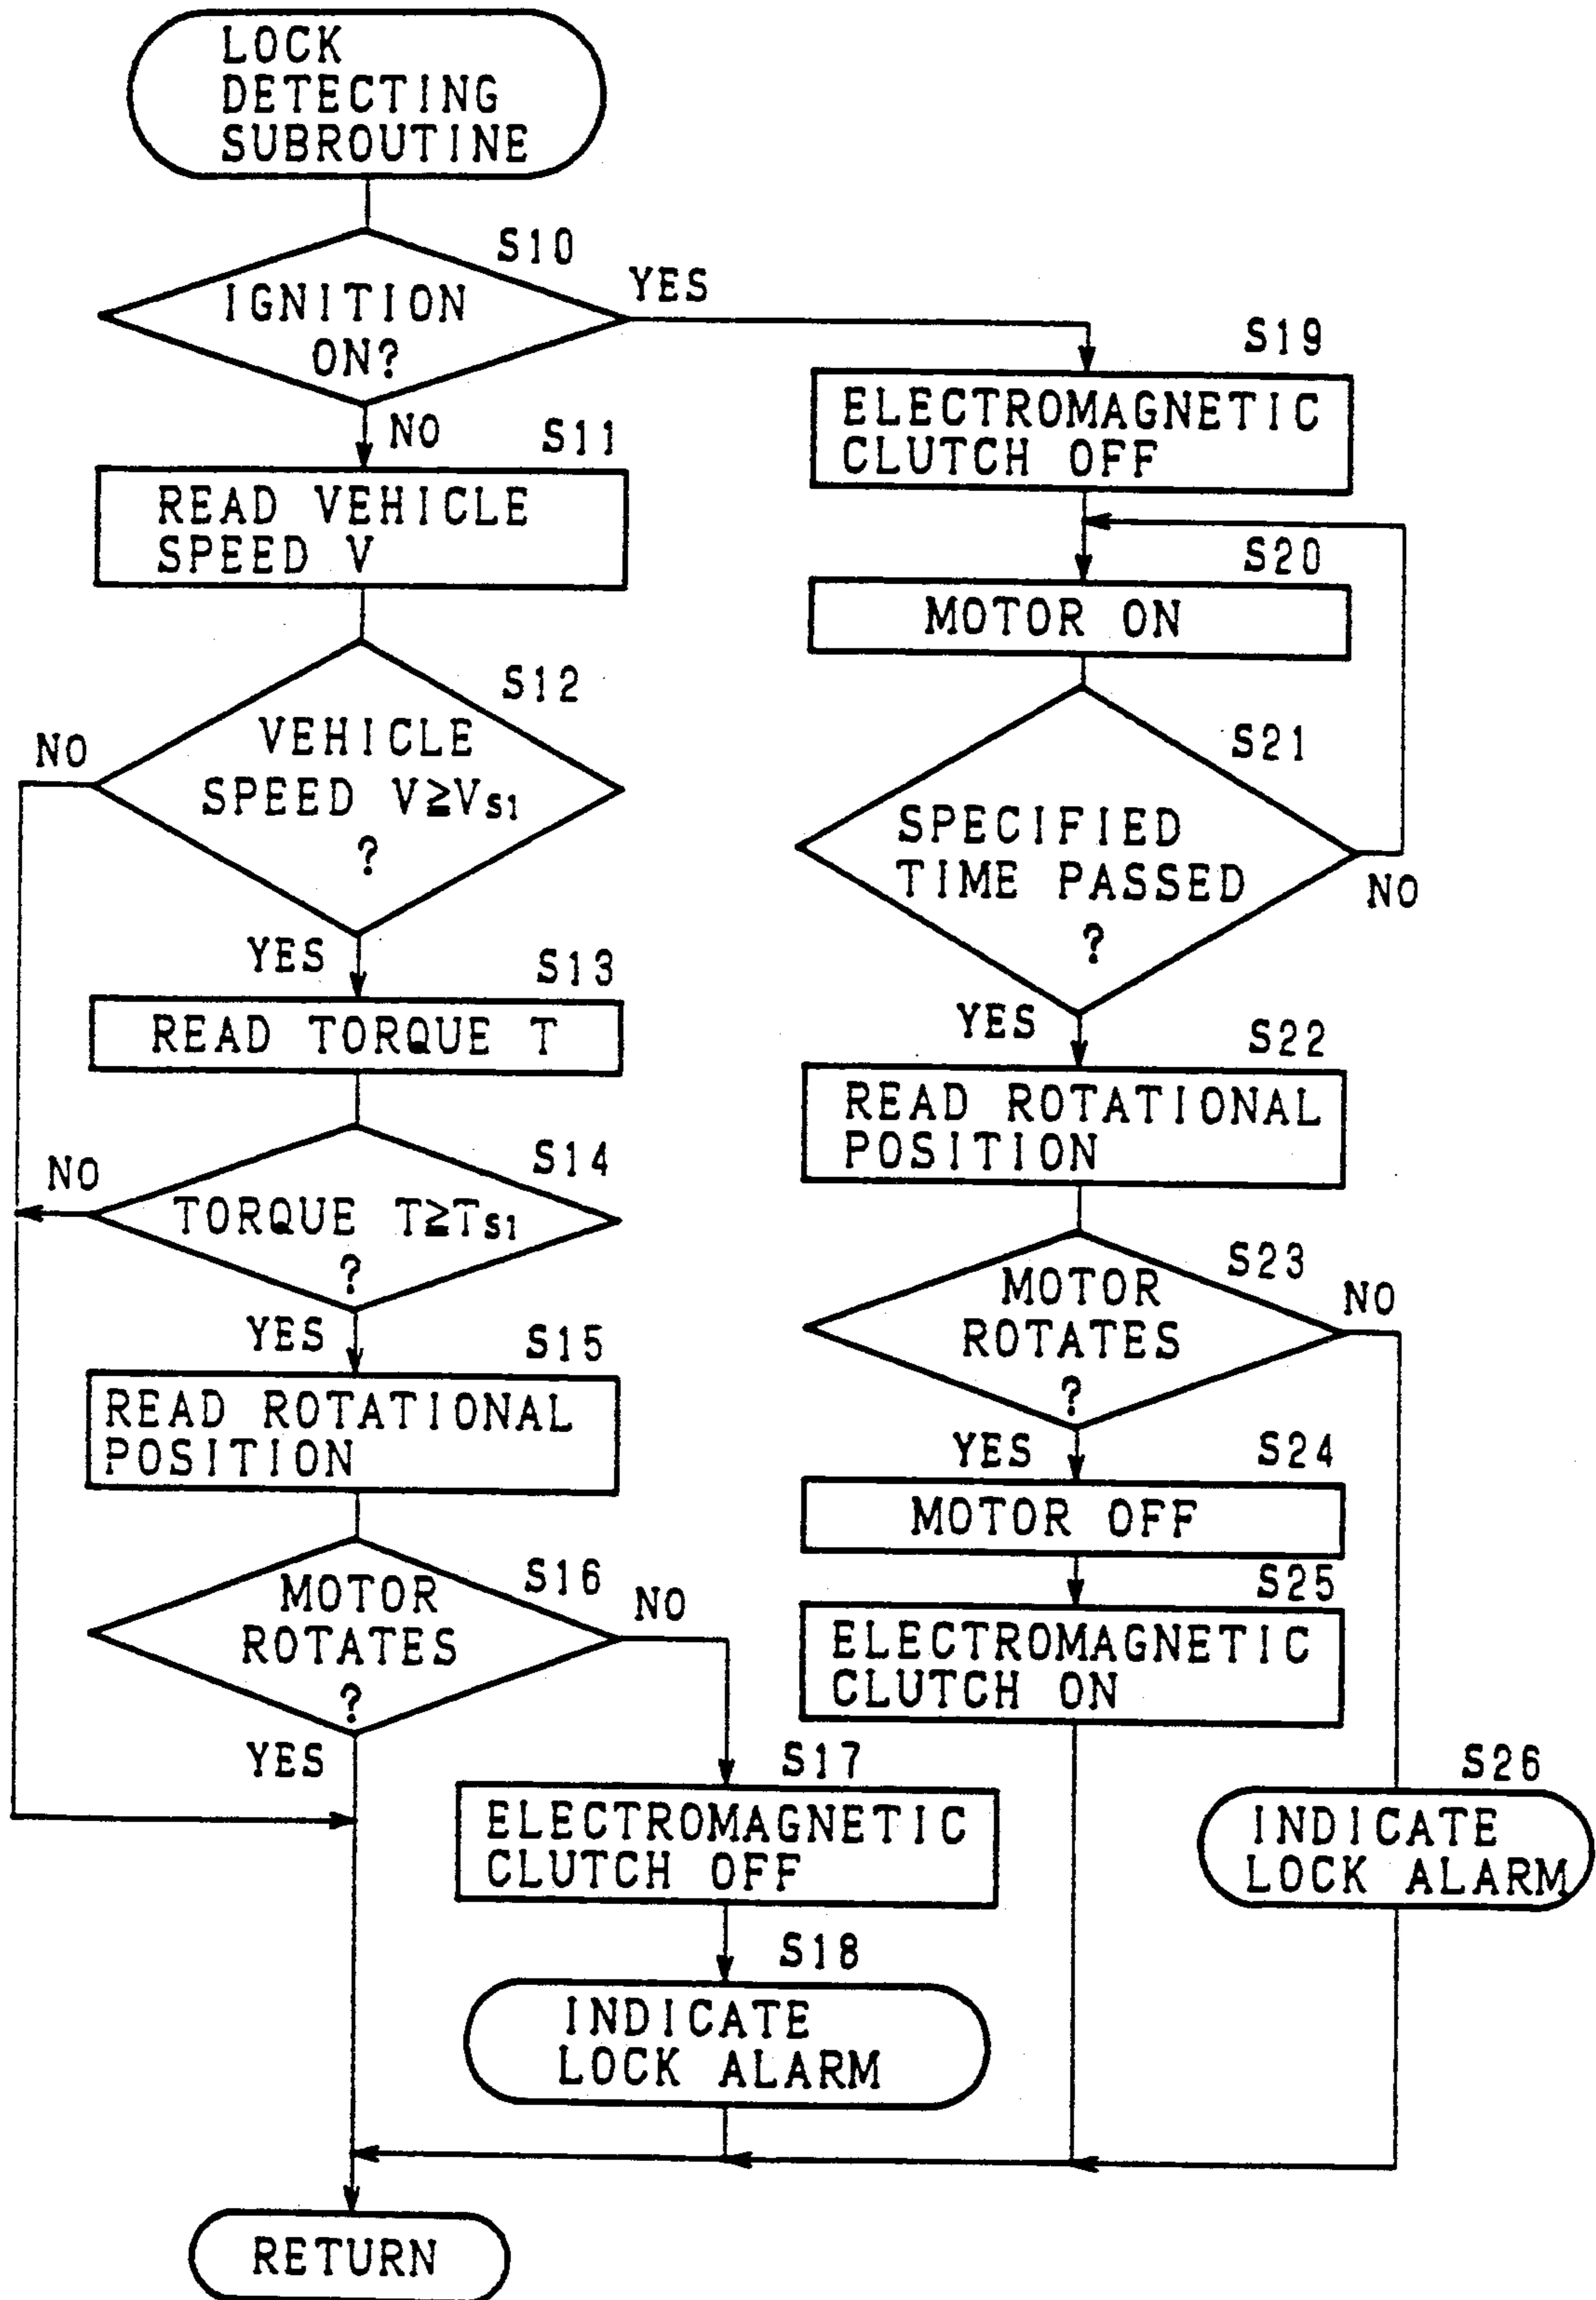 LOCK
DETECTING
SUBROUTINE
S10
IGNITION
ON?
YES
NO
S11
READ VEHICLE
SPEED V
S12
VEHICLE
SPEED V≧Vs1
?
NO
YES
S13
READ TORQUE T
S14
TORQUE T≧Ts1
?
NO
YES
S15
READ ROTATIONAL
POSITION
S16
MOTOR
ROTATES
?
NO
YES
S17
ELECTROMAGNETIC
CLUTCH OFF
S18
INDICATE
LOCK ALARM
S19
ELECTROMAGNETIC
CLUTCH OFF
S20
MOTOR ON
S21
SPECIFIED
TIME PASSED
?
NO
YES
S22
READ ROTATIONAL
POSITION
S23
MOTOR
ROTATES
?
NO
YES
S24
MOTOR OFF
S25
ELECTROMAGNETIC
CLUTCH ON
S26
INDICATE
LOCK ALARM
RETURN